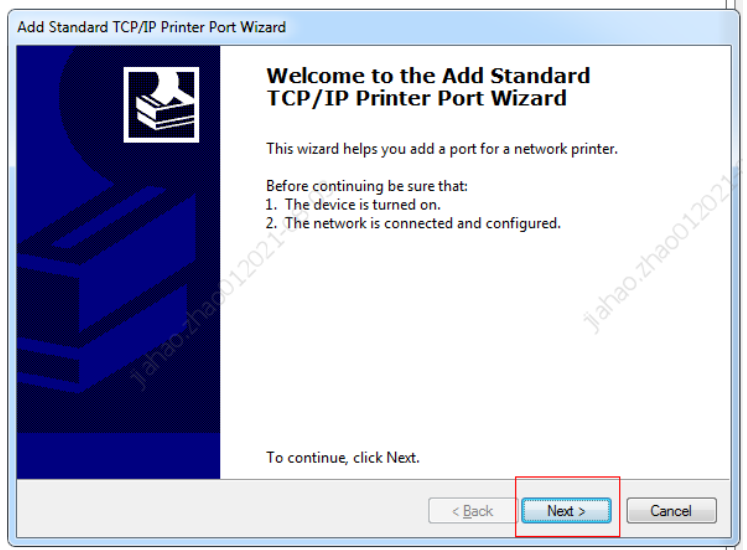 Add Standard TCP/IP Printer Port Wizard
Welcome to the Add Standard
TCP/IP Printer Port Wizard
This wizard helps you add a port for a network printer.
Before continuing be sure that:
1. The device is turned on.
2. The network is connected and configured.
To continue, click Next.
< Back
Next >
Cancel